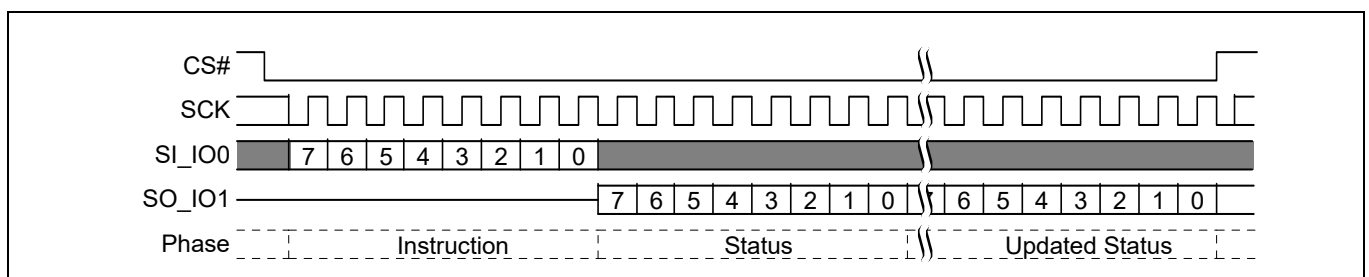 CS#
SCK
SI_IO0 7 6 5 4 3 2 1 0
SO_IO1 7 6 5 4 3 2 1 0 6 5 4 3 2 1 0
Phase Instruction Status Updated Status